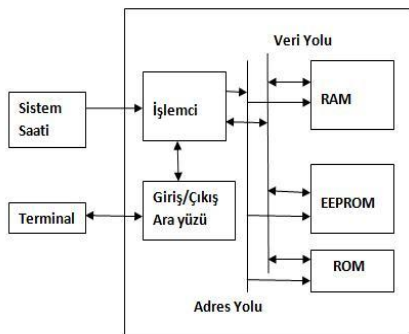 Veri Yolu
Sistem
Saati
İşlemci
RAM
Terminal
Giriş/Çıkış
Ara yüzü
EEPROM
ROM
Adres Yolu